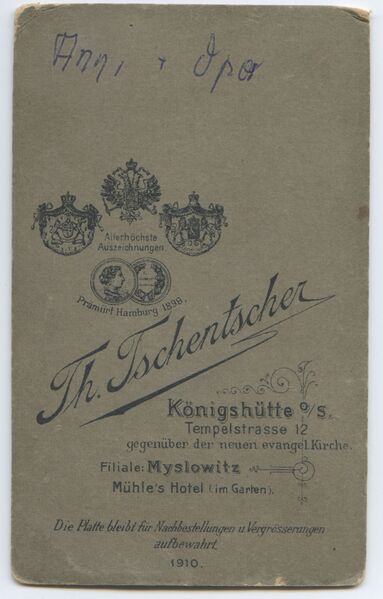 Anni + Opa
Allerhöchste
Auszeichnungen.
Prämiirt Hamburg 1898.
Th. Tschentscher
Königshütte O/S.
Tempelstrasse 12
gegenüber der neuen evangel. Kirche.
Filiale: Myslowitz
Mühle's Hotel (im Garten).
Die Platte bleibt für Nachbestellungen u. Vergrösserungen
aufbewahrt.
1910.